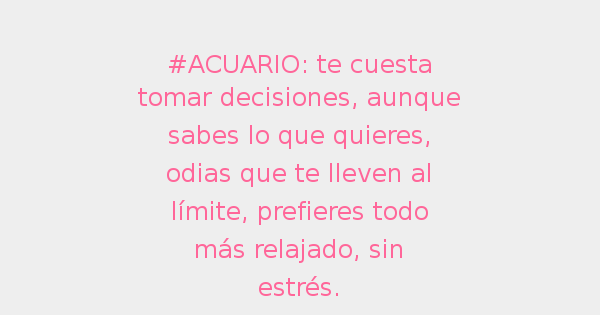 #ACUARIO: te cuesta
tomar decisiones, aunque
sabes lo que quieres,
odias que te lleven al
límite, prefieres todo
más relajado, sin
estrés.